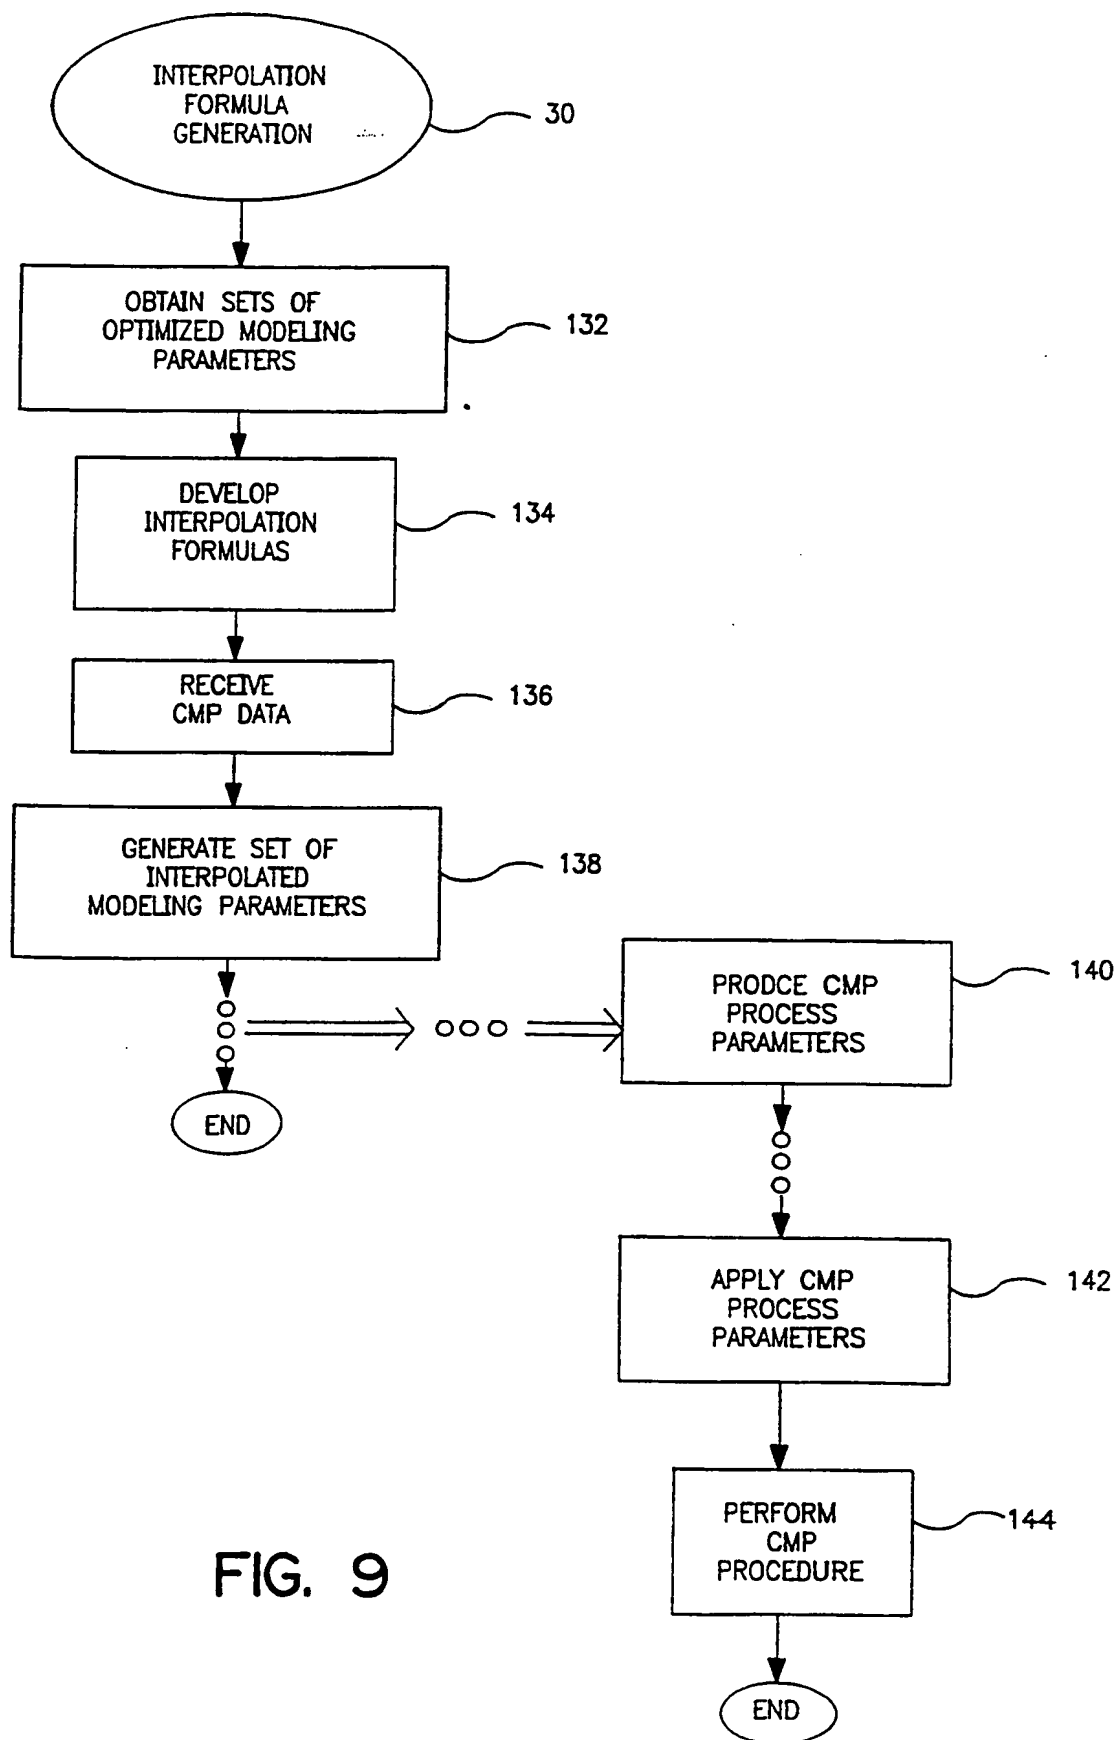 INTERPOLATION
FORMULA
GENERATION
30
OBTAIN SETS OF
OPTIMIZED MODELING
PARAMETERS
132
DEVELOP
INTERPOLATION
FORMULAS
134
RECEIVE
CMP DATA
136
GENERATE SET OF
INTERPOLATED
MODELING PARAMETERS
138
END
PRODCE CMP
PROCESS
PARAMETERS
140
APPLY CMP
PROCESS
PARAMETERS
142
PERFORM
CMP
PROCEDURE
144
END
FIG. 9